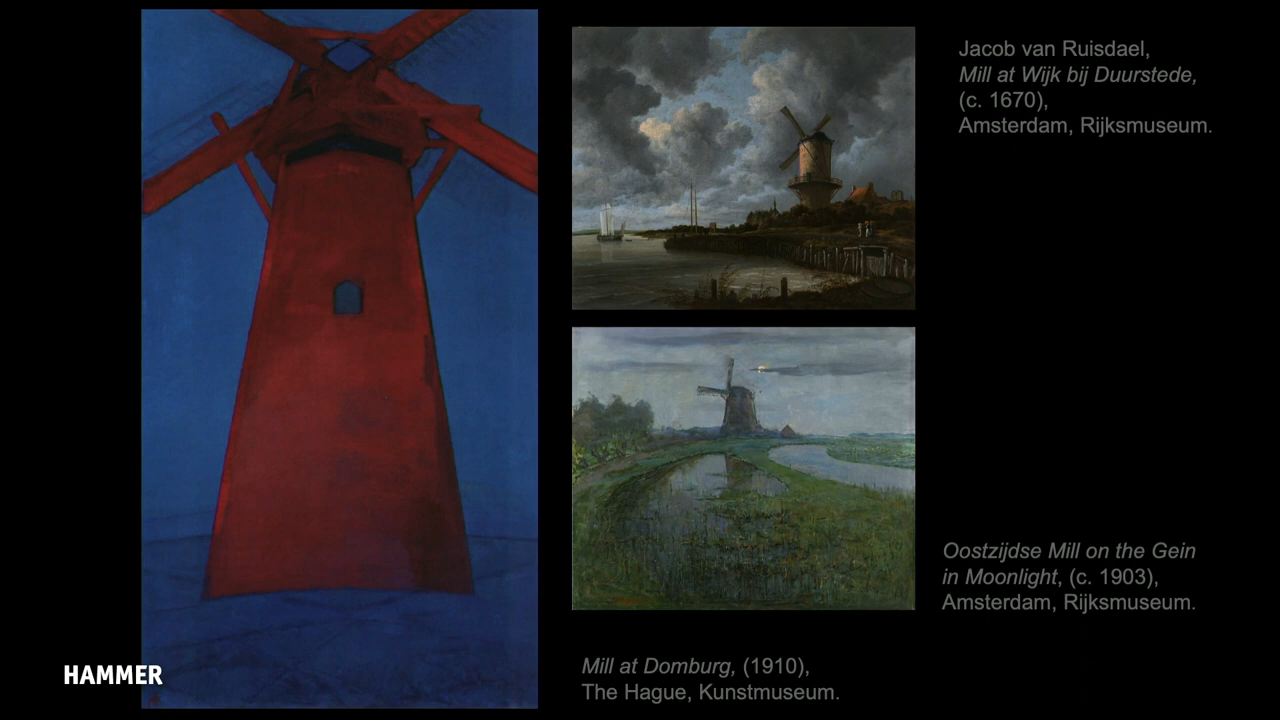 Jacob van Ruisdael,
Mill at Wijk bij Duurstede,
(c. 1670),
Amsterdam, Rijksmuseum.
Oostzijdse Mill on the Gein
in Moonlight, (c. 1903),
Amsterdam, Rijksmuseum.
Mill at Domburg, (1910),
The Hague, Kunstmuseum.
HAMMER